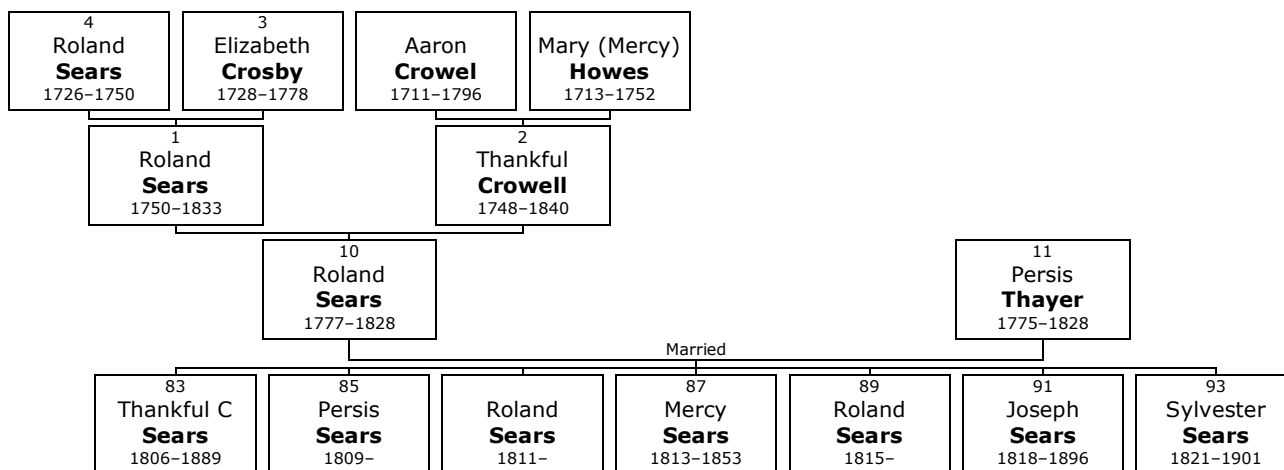 4
Roland
Sears
1726–1750
3
Elizabeth
Crosby
1728–1778
Aaron
Crowel
1711–1796
Mary (Mercy)
Howes
1713–1752
1
Roland
Sears
1750–1833
2
Thankful
Crowell
1748–1840
10
Roland
Sears
1777–1828
11
Persis
Thayer
1775–1828
Married
83
Thankful C
Sears
1806–1889
85
Persis
Sears
1809–
Roland
Sears
1811–
87
Mercy
Sears
1813–1853
89
Roland
Sears
1815–
91
Joseph
Sears
1818–1896
93
Sylvester
Sears
1821–1901